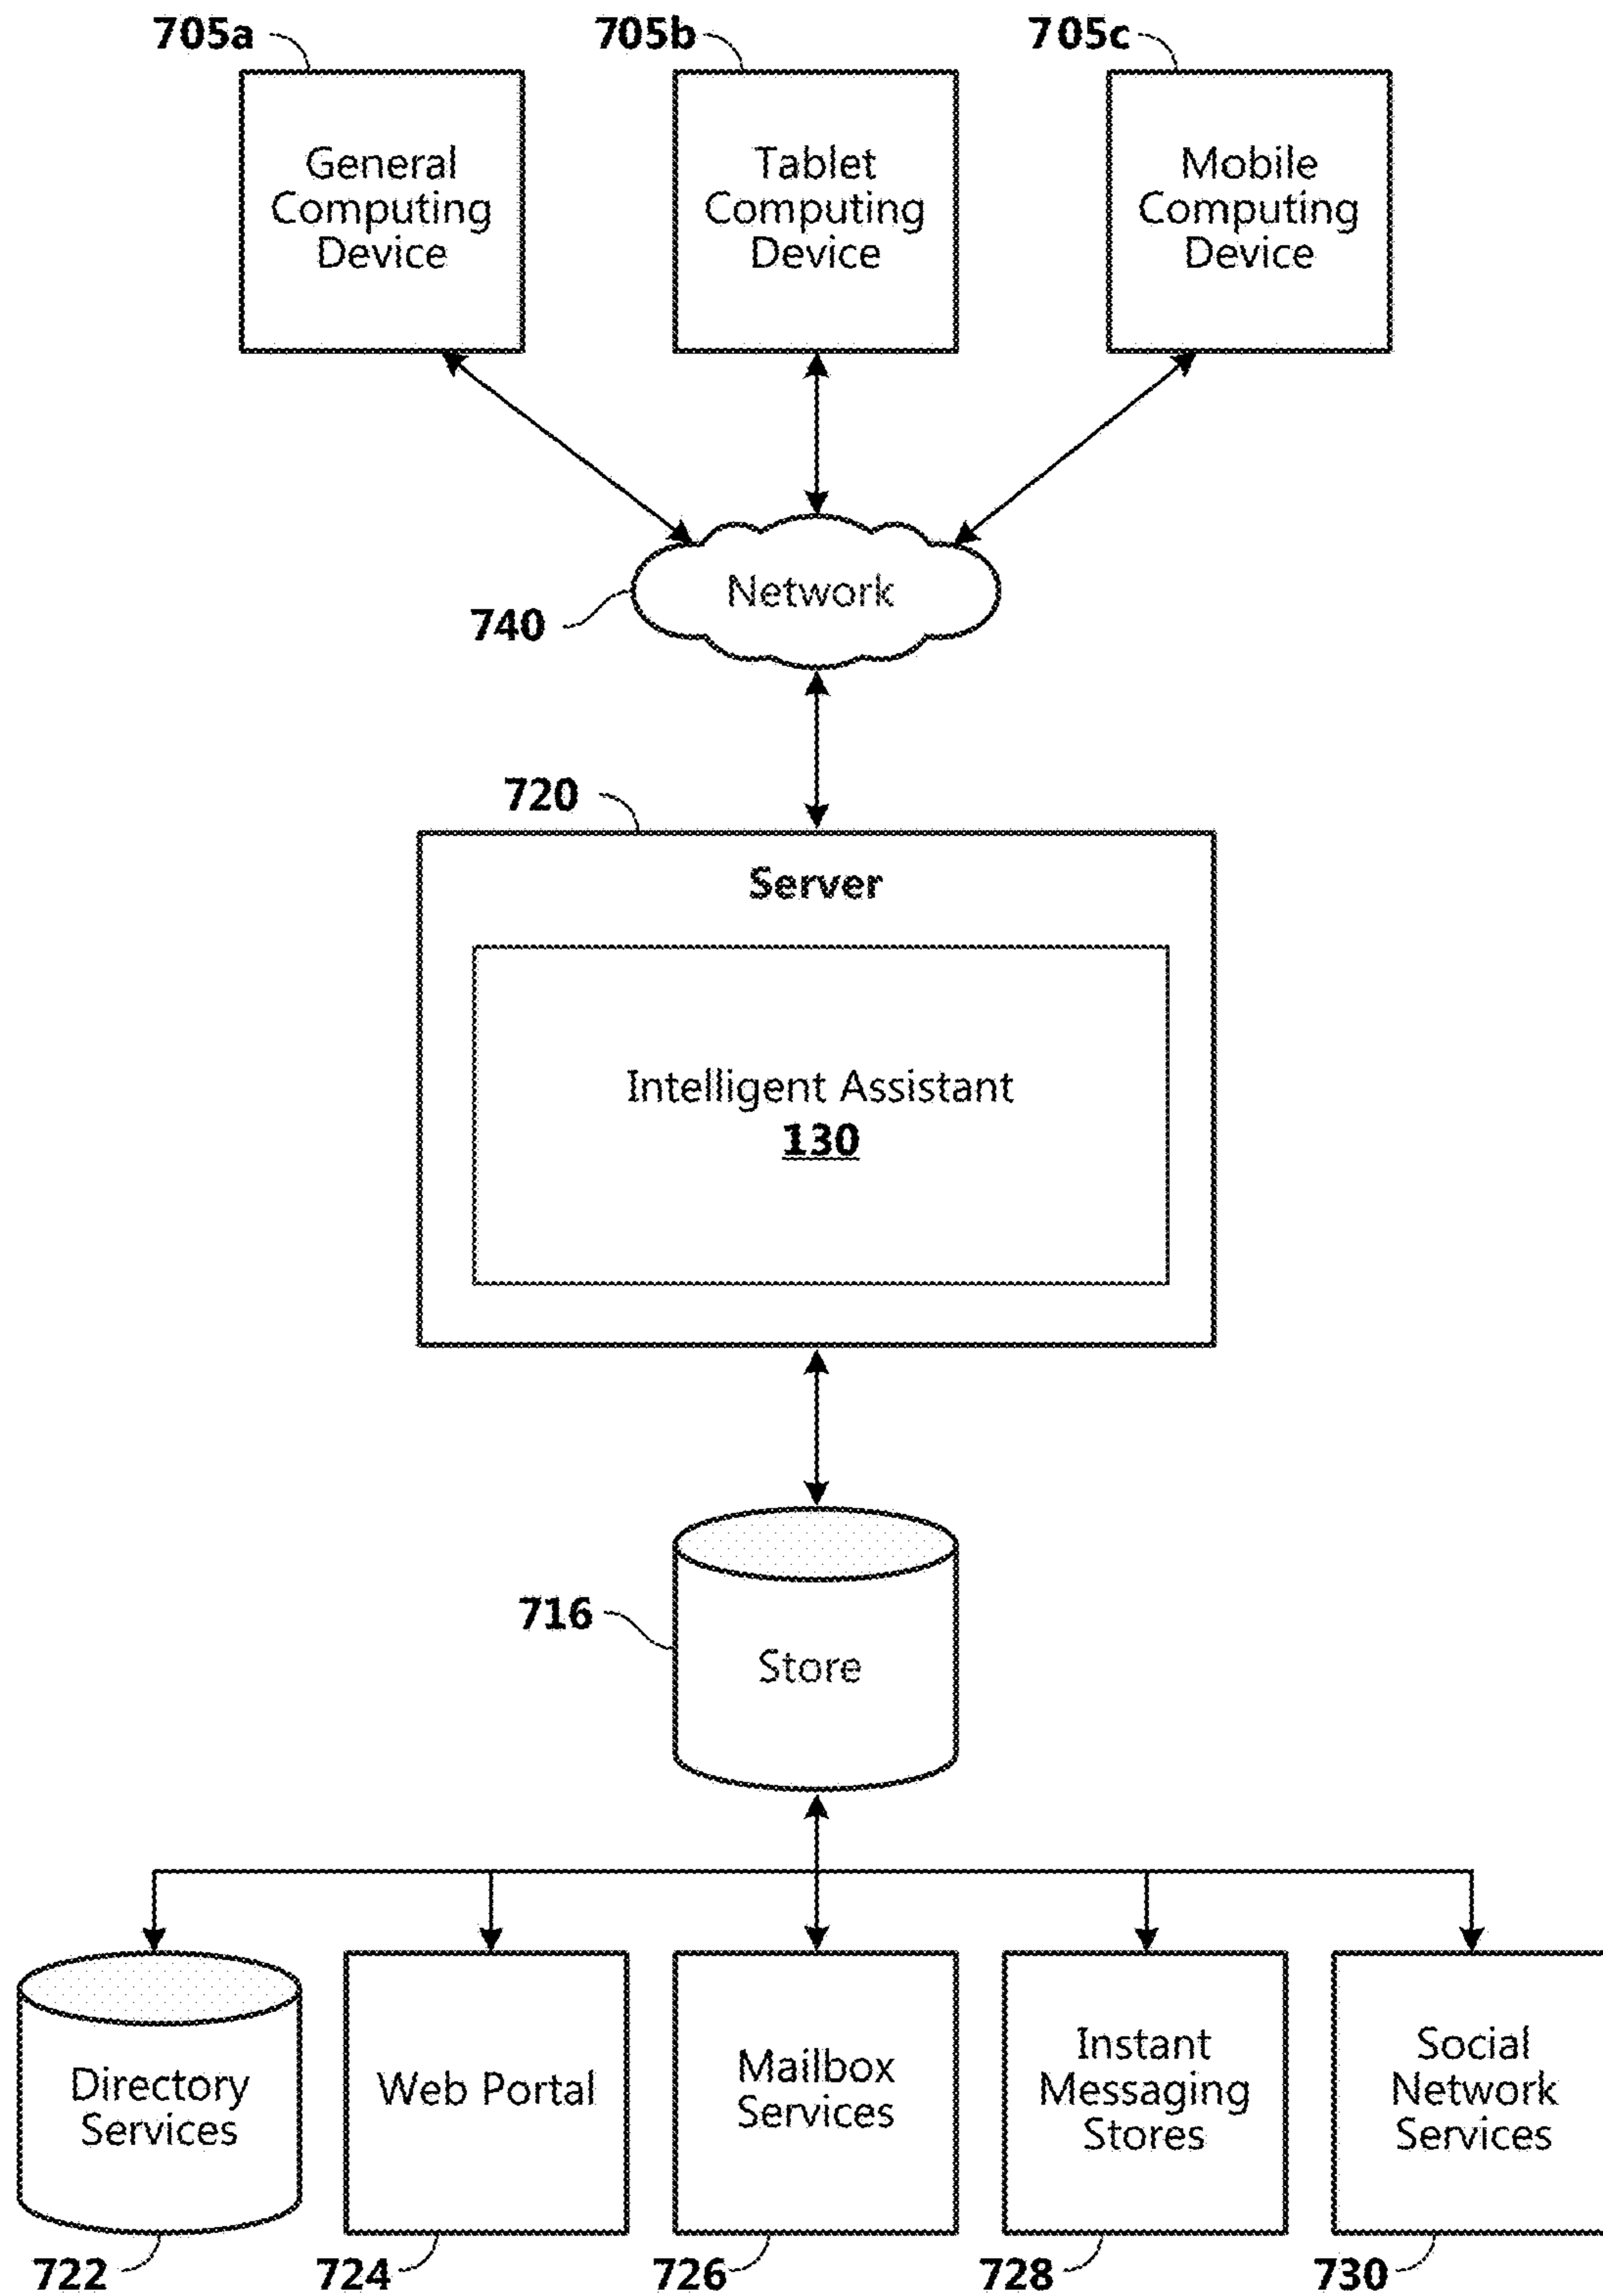 705a
705b
705c
General
Computing
Device
Tablet
Computing
Device
Mobile
Computing
Device
Network
740
720
Server
Intelligent Assistant
130
716
Store
Directory
Services
Web Portal
Mailbox
Services
Instant
Messaging
Stores
Social
Network
Services
722
724
726
728
730